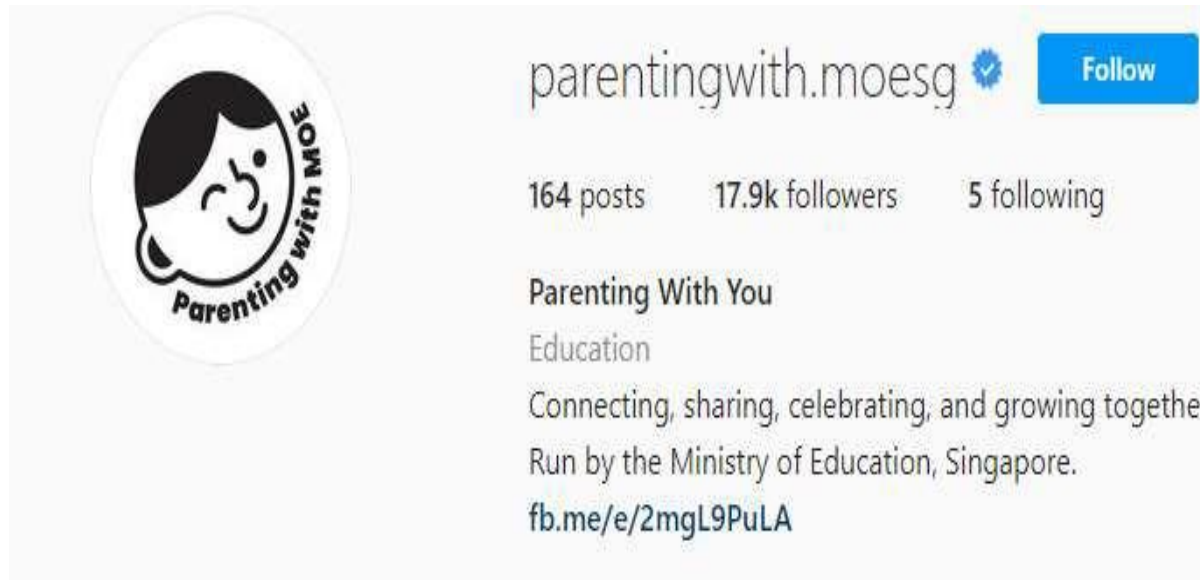 Parenting with MOE
parentingwith.moesg
Follow
164 posts 17.9k followers 5 following
Parenting With You
Education
Connecting, sharing, celebrating, and growing togethe
Run by the Ministry of Education, Singapore.
fb.me/e/2mgL9PuLA